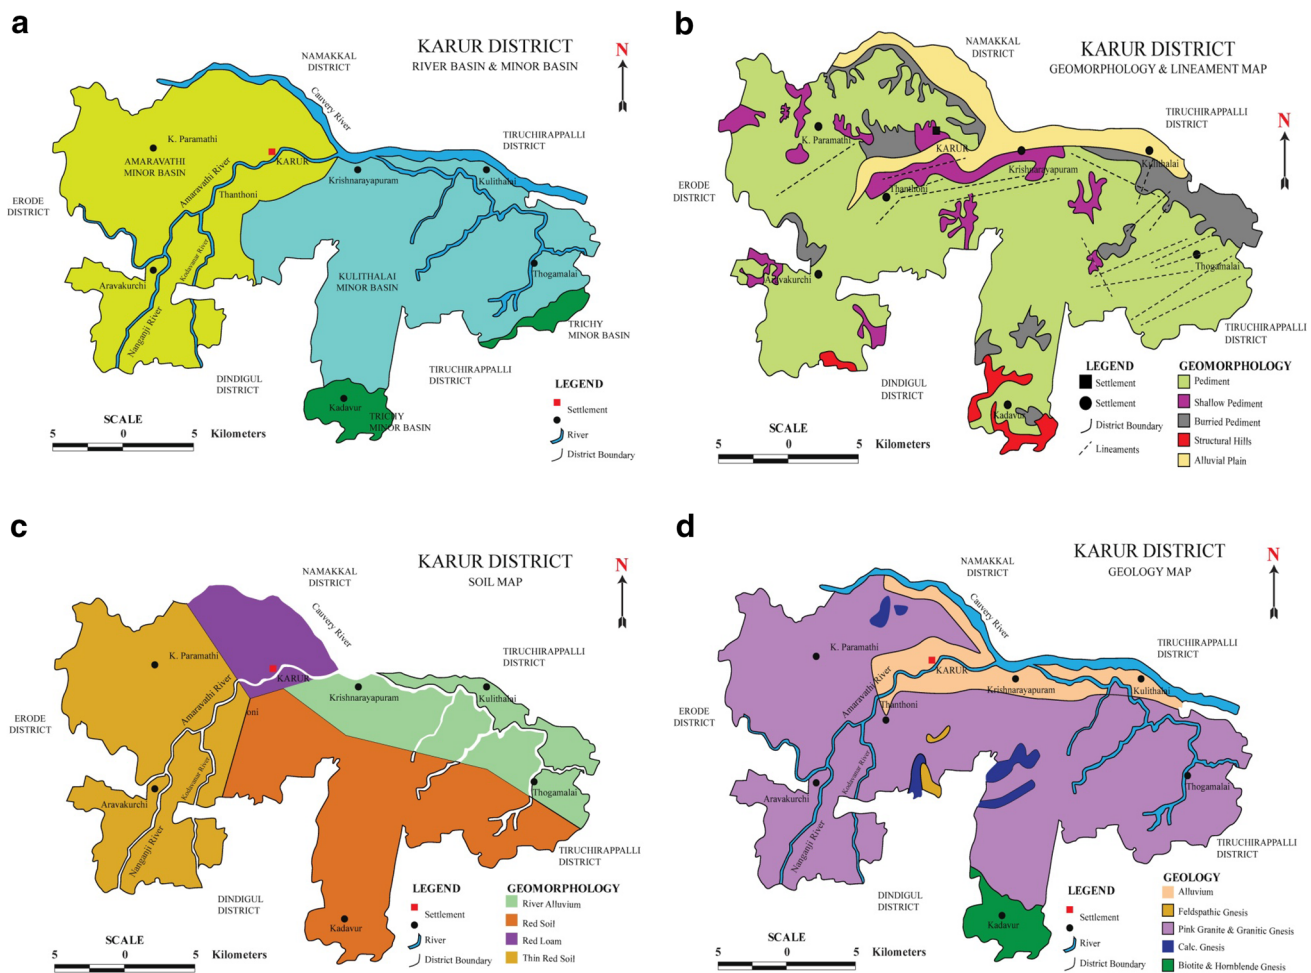 a
KARUR DISTRICT
RIVER BASIN & MINOR BASIN
N
NAMAKKAL
DISTRICT
Cauvery River
TIRUCHIRAPPALLI
DISTRICT
K. Paramathi
AMARAVATHI
MINOR BASIN
Amaravathi River
KARUR
Thanthoni
Krishnarayapuram
Kulithalai
ERODE
DISTRICT
Kodavanar River
Aravakurchi
Nanganji River
KULITHALAI
MINOR BASIN
Thogamalai
TRICHY
MINOR BASIN
TIRUCHIRAPPALLI
DISTRICT
DINDIGUL
DISTRICT
Kadavur
TRICHY
MINOR BASIN
SCALE
5 0 5
Kilometers
LEGEND
Settlement
River
District Boundary
b
KARUR DISTRICT
GEOMORPHOLOGY & LINEAMENT MAP
N
NAMAKKAL
DISTRICT
TIRUCHIRAPPALLI
DISTRICT
K. Paramathi
KARUR
Krishnarayapuram
Kulithalai
Thanthoni
ERODE
DISTRICT
Aravakurchi
Thogamalai
TIRUCHIRAPPALLI
DISTRICT
DINDIGUL
DISTRICT
Kadavur
SCALE
5 0 5
Kilometers
LEGEND
Settlement
Settlement
District Boundary
Lineaments
GEOMORPHOLOGY
Pediment
Shallow Pediment
Burried Pediment
Structural Hills
Alluvial Plain
c
KARUR DISTRICT
SOIL MAP
N
NAMAKKAL
DISTRICT
Cauvery River
TIRUCHIRAPPALLI
DISTRICT
K. Paramathi
Amaravathi River
KARUR
oni
Krishnarayapuram
Kulithalai
ERODE
DISTRICT
Kodavanar River
Aravakurchi
Nanganji River
Thogamalai
TIRUCHIRAPPALLI
DISTRICT
DINDIGUL
DISTRICT
Kadavur
SCALE
5 0 5
Kilometers
LEGEND
Settlement
River
District Boundary
GEOMORPHOLOGY
River Alluvium
Red Soil
Red Loam
Thin Red Soil
d
KARUR DISTRICT
GEOLOGY MAP
N
NAMAKKAL
DISTRICT
Cauvery River
TIRUCHIRAPPALLI
DISTRICT
K. Paramathi
Amaravathi River
KARUR
Thanthoni
Krishnarayapuram
Kulithalai
ERODE
DISTRICT
Kodavanar River
Aravakurchi
Nanganji River
Thogamalai
TIRUCHIRAPPALLI
DISTRICT
DINDIGUL
DISTRICT
Kadavur
SCALE
5 0 5
Kilometers
LEGEND
Settlement
River
District Boundary
GEOLOGY
Alluvium
Feldspathic Gnesis
Pink Granite & Granitic Gnesis
Calc. Gnesis
Biotite & Hornblende Gnesis